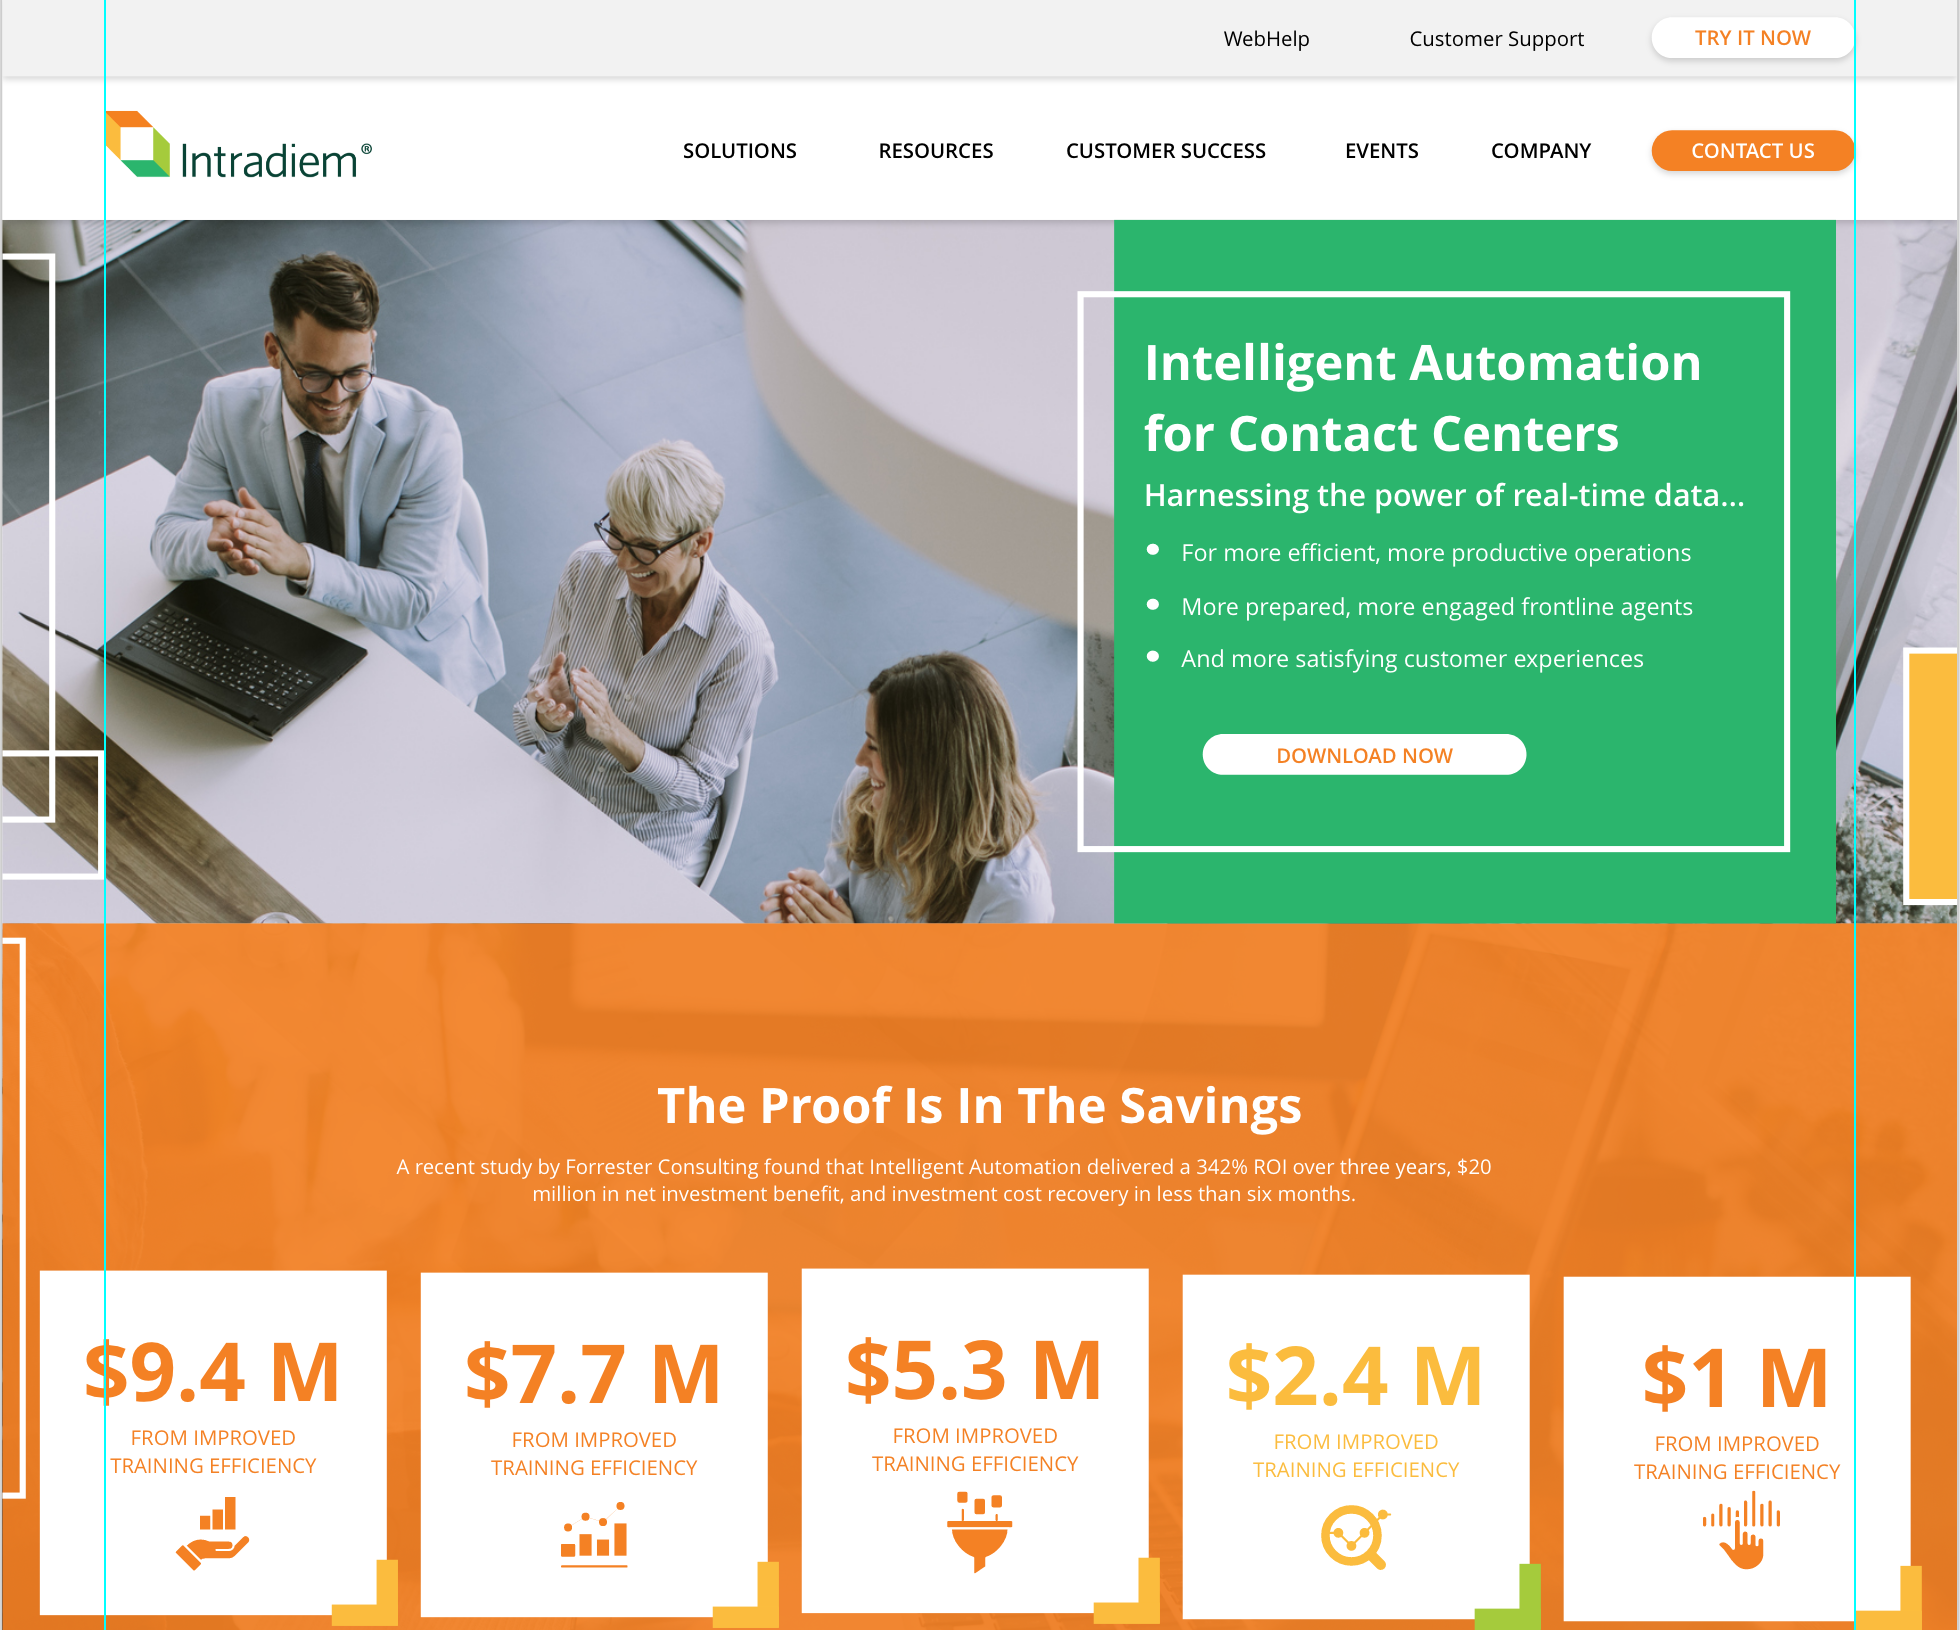 WebHelp
Customer Support
TRY IT NOW
Intradiem®
SOLUTIONS
RESOURCES
CUSTOMER SUCCESS
EVENTS
COMPANY
CONTACT US
Intelligent Automation
for Contact Centers
Harnessing the power of real-time data...
• For more efficient, more productive operations
• More prepared, more engaged frontline agents
• And more satisfying customer experiences
DOWNLOAD NOW
The Proof Is In The Savings
A recent study by Forrester Consulting found that Intelligent Automation delivered a 342% ROI over three years, $20
million in net investment benefit, and investment cost recovery in less than six months.
$9.4 M
FROM IMPROVED
TRAINING EFFICIENCY
$7.7 M
FROM IMPROVED
TRAINING EFFICIENCY
$5.3 M
FROM IMPROVED
TRAINING EFFICIENCY
$2.4 M
FROM IMPROVED
TRAINING EFFICIENCY
$1 M
FROM IMPROVED
TRAINING EFFICIENCY